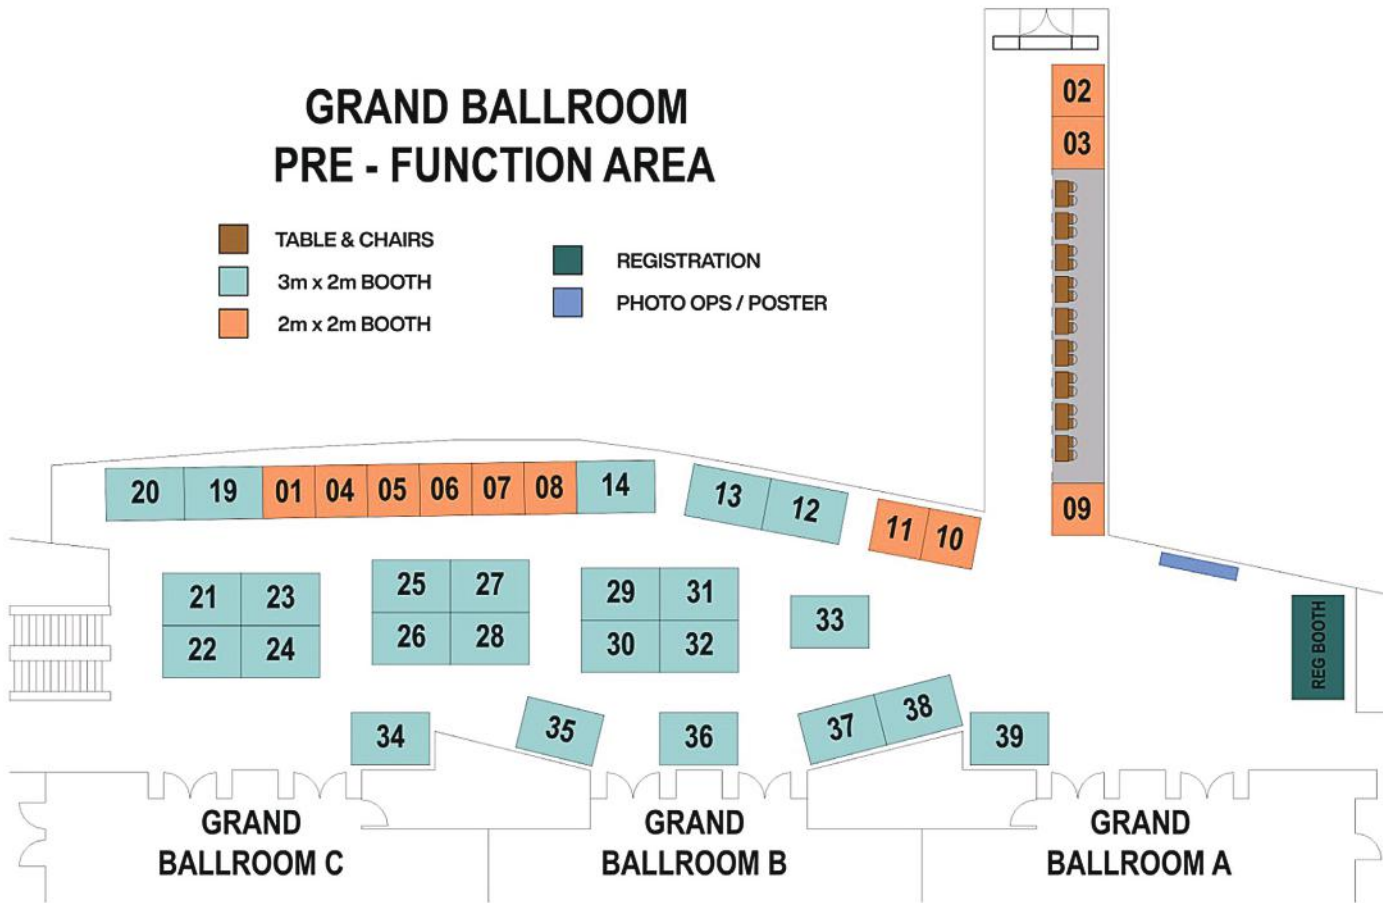 GRAND BALLROOM
PRE - FUNCTION AREA
TABLE & CHAIRS
3m x 2m BOOTH
2m x 2m BOOTH
REGISTRATION
PHOTO OPS / POSTER
02
03
09
20 19 01 04 05 06 07 08 14
13 12
11 10
21 23
22 24
25 27
26 28
29 31
30 32
33
REG BOOTH
34
35
36
37 38
39
GRAND
BALLROOM C
GRAND
BALLROOM B
GRAND
BALLROOM A